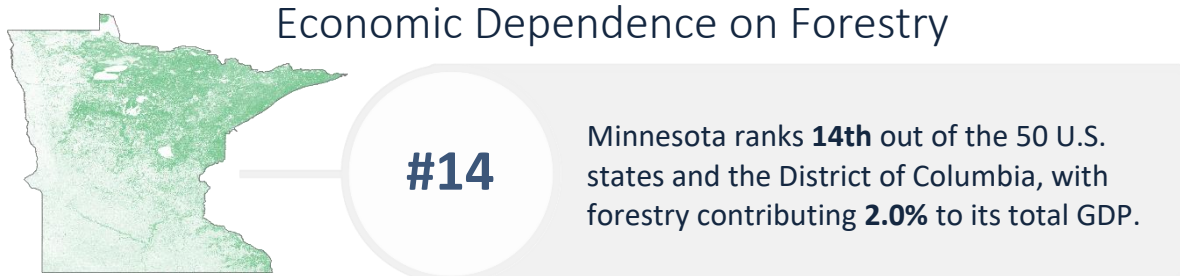 Economic Dependence on Forestry
#14
Minnesota ranks 14th out of the 50 U.S.
states and the District of Columbia, with
forestry contributing 2.0% to its total GDP.